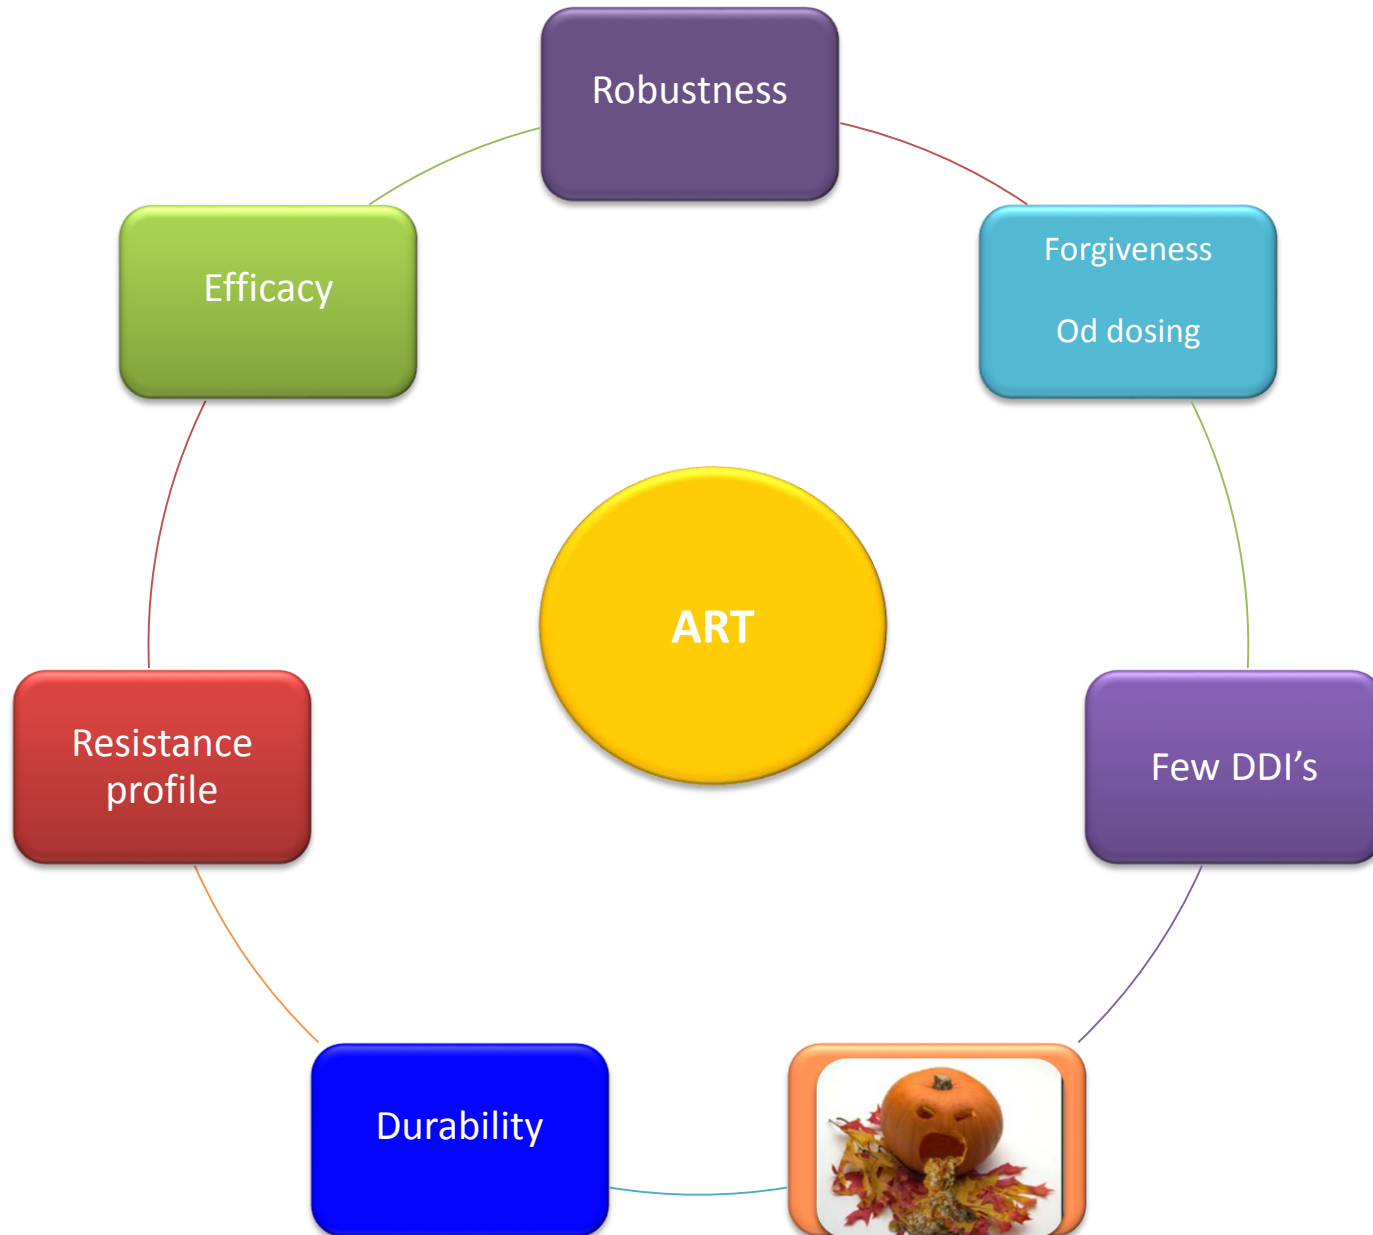 Robustness
Forgiveness
Od dosing
Efficacy
ART
Resistance
profile
Few DDI’s
Durability